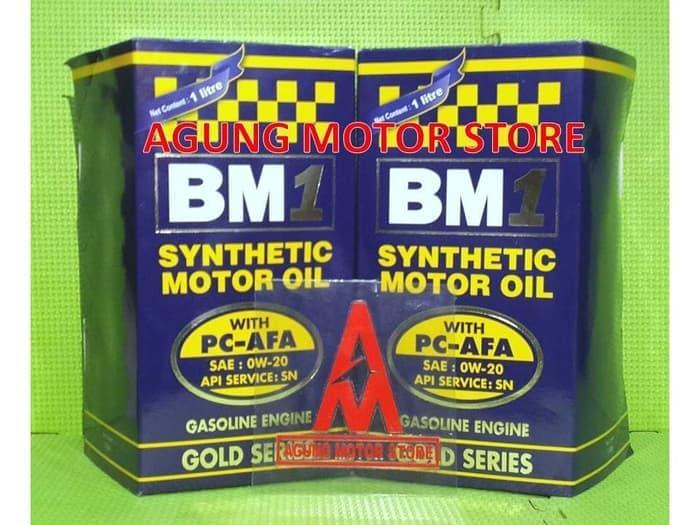 Net Content : 1 litre
Net Content : 1 litre
AGUNG MOTOR STORE
BM1
SYNTHETIC
MOTOR OIL
WITH
PC-AFA
SAE : 0W-20
API SERVICE: SN
GASOLINE ENGINE
GOLD SER
BM1
SYNTHETIC
MOTOR OIL
WITH
PC-AFA
SAE : 0W-20
API SERVICE: SN
GASOLINE ENGINE
D SERIES
AM
AGUNG MOTOR STORE